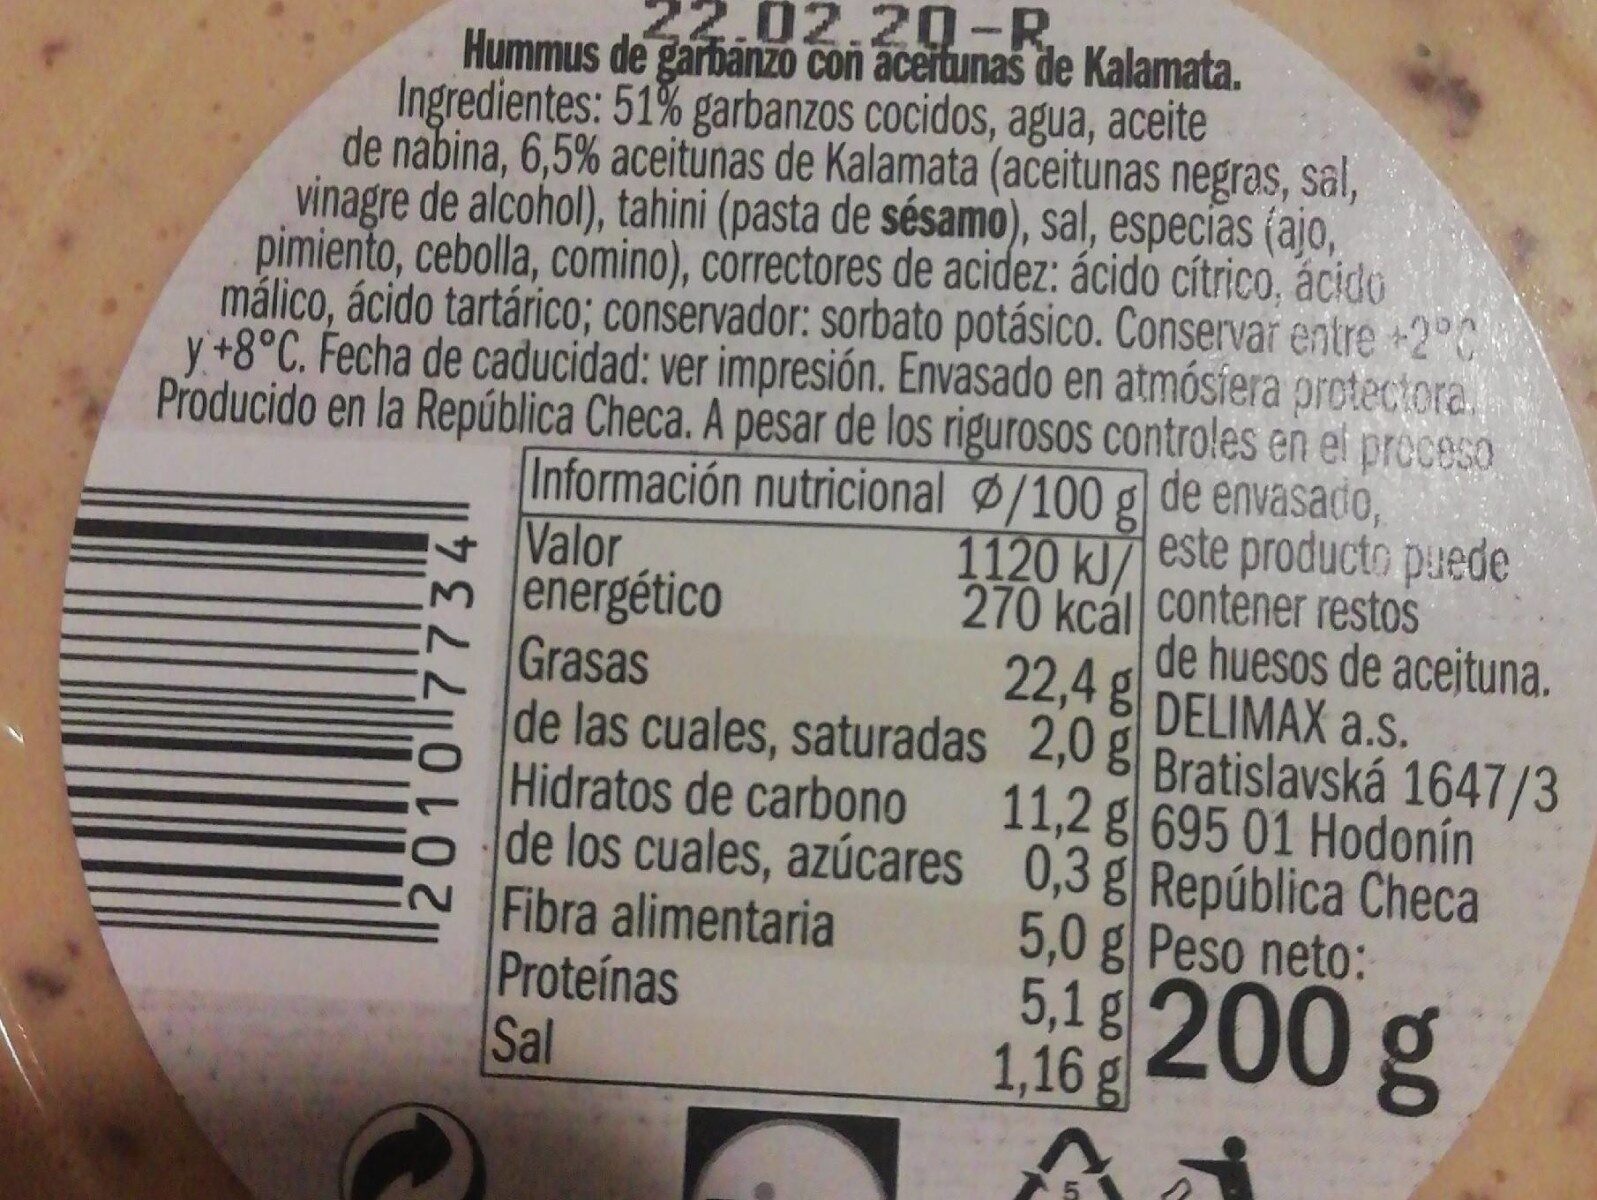 22.02.20-R
Hummus de garbanzo con aceitunas de Kalamata.
Ingredientes: 51% garbanzos cocidos, agua, aceite
de nabina, 6,5% aceitunas de Kalamata (aceitunas negras, sal,
vinagre de alcohol), tahini (pasta de sésamo), sal, especias (ajo,
pimiento, cebolla, comino), correctores de acidez: ácido cítrico, ácido
málico, ácido tartárico; conservador: sorbato potásico. Conservar entre +2°C
y +8°C. Fecha de caducidad: ver impresión. Envasado en atmósfera protectora.
Producido en la República Checa. A pesar de los rigurosos controles en el proceso
de envasado,
este producto puede
contener restos
de huesos de aceituna.
DELIMAX a.s.
Bratislavská 1647/3
695 01 Hodonín
República Checa
Peso neto:
200 g
Información nutricional Ø/100 g
Valor energético 1120 kJ/
270 kcal
Grasas 22,4 g
de las cuales, saturadas 2,0 g
Hidratos de carbono 11,2 g
de los cuales, azúcares 0,3 g
Fibra alimentaria 5,0 g
Proteínas 5,1 g
Sal 1,16 g
20107734
5